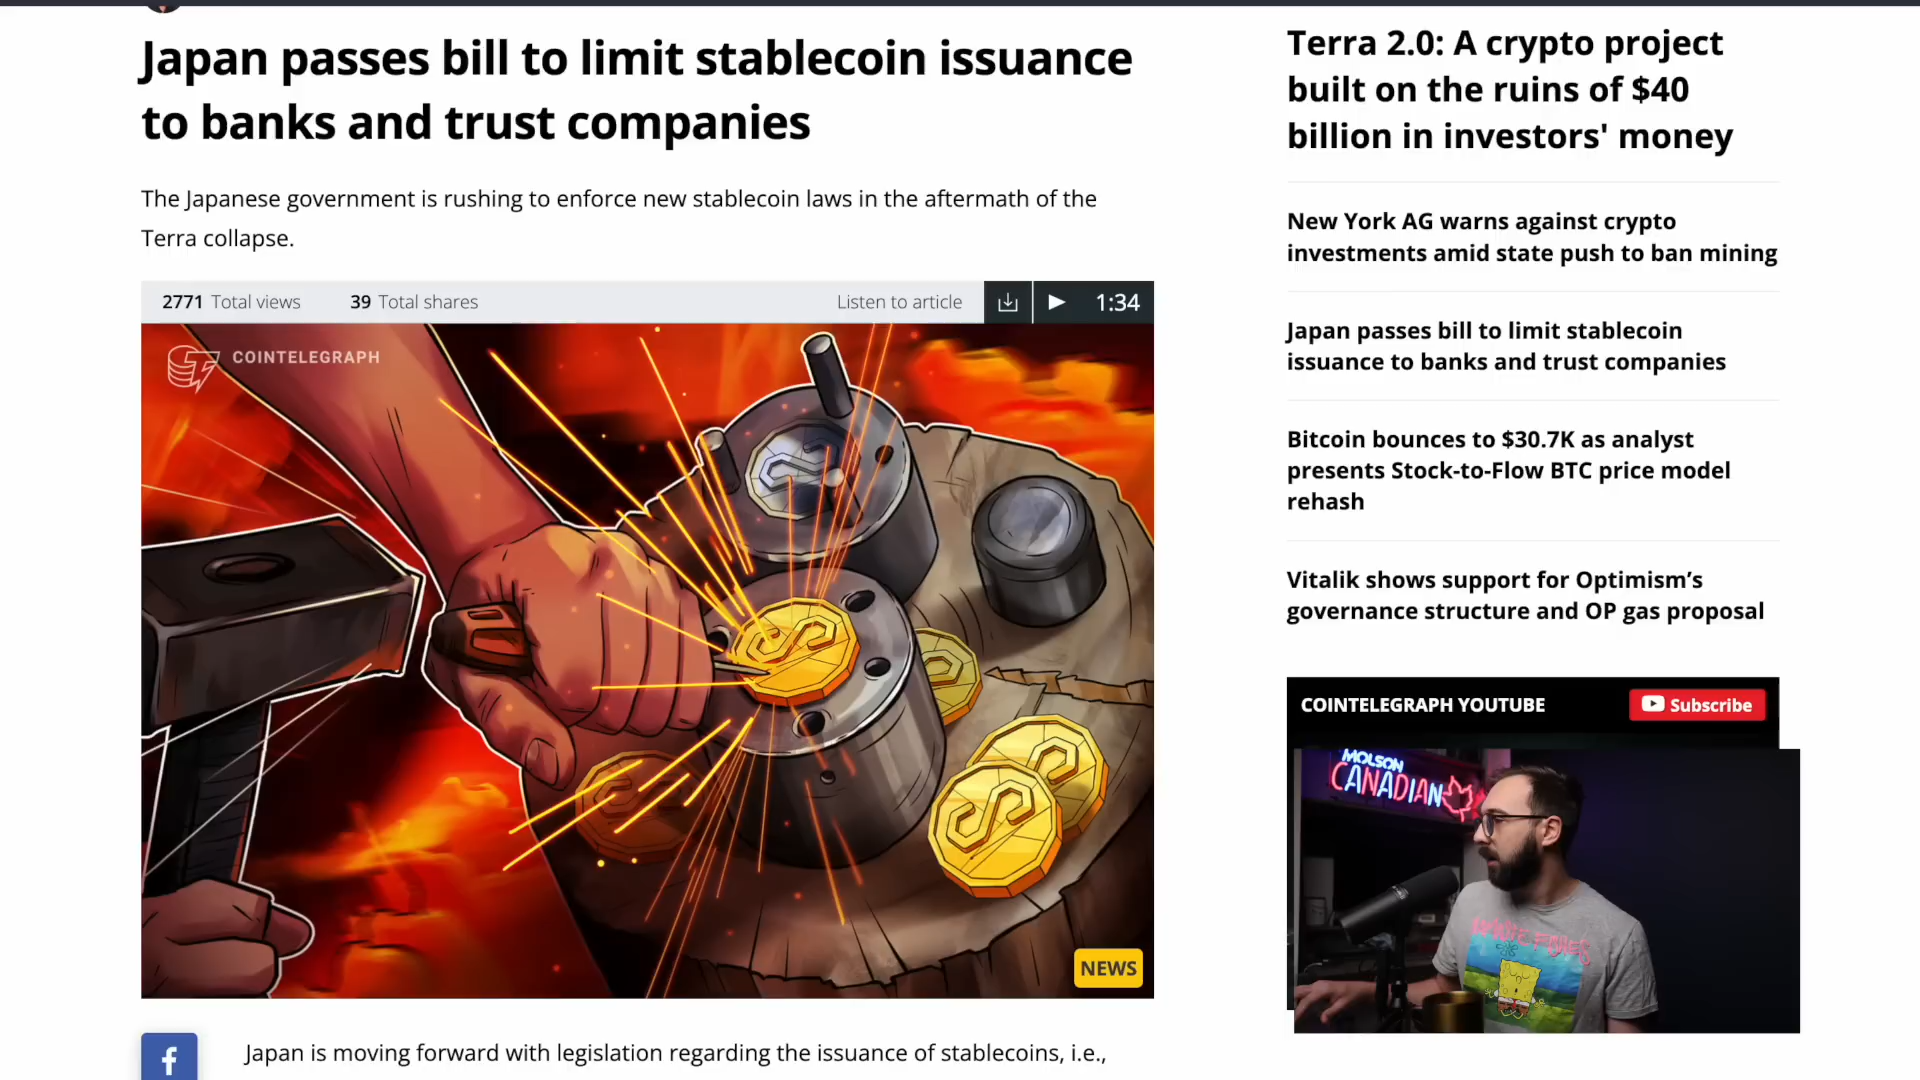 Japan passes bill to limit stablecoin issuance
to banks and trust companies
The Japanese government is rushing to enforce new stablecoin laws in the aftermath of the
Terra collapse.
2771 Total views 39 Total shares Listen to article 1:34
COINTELEGRAPH
NEWS
f
Japan is moving forward with legislation regarding the issuance of stablecoins, i.e.,
Terra 2.0: A crypto project
built on the ruins of $40
billion in investors' money
New York AG warns against crypto
investments amid state push to ban mining
Japan passes bill to limit stablecoin
issuance to banks and trust companies
Bitcoin bounces to $30.7K as analyst
presents Stock-to-Flow BTC price model
rehash
Vitalik shows support for Optimism’s
governance structure and OP gas proposal
COINTELEGRAPH YOUTUBE Subscribe
MOLSON
CANADIAN